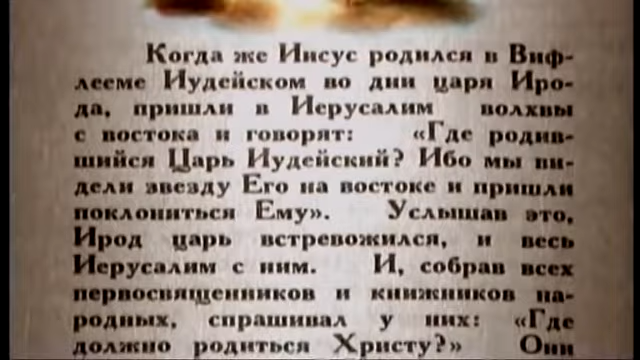 Когда же Иисус родился в Виф-
лееме Иудейском во дни царя Иро-
да, пришли в Иерусалим волхвы
с востока и говорят: «Где родив-
шийся Царь Иудейский? Ибо мы ви-
дели звезду Его на востоке и пришли
поклониться Ему». Услышав это,
Ирод царь встревожился, и весь
Иерусалим с ним. И, собрав всех
первосвященников и книжников на-
родных, спрашивал у них: «Где
должно родиться Христу?» Они